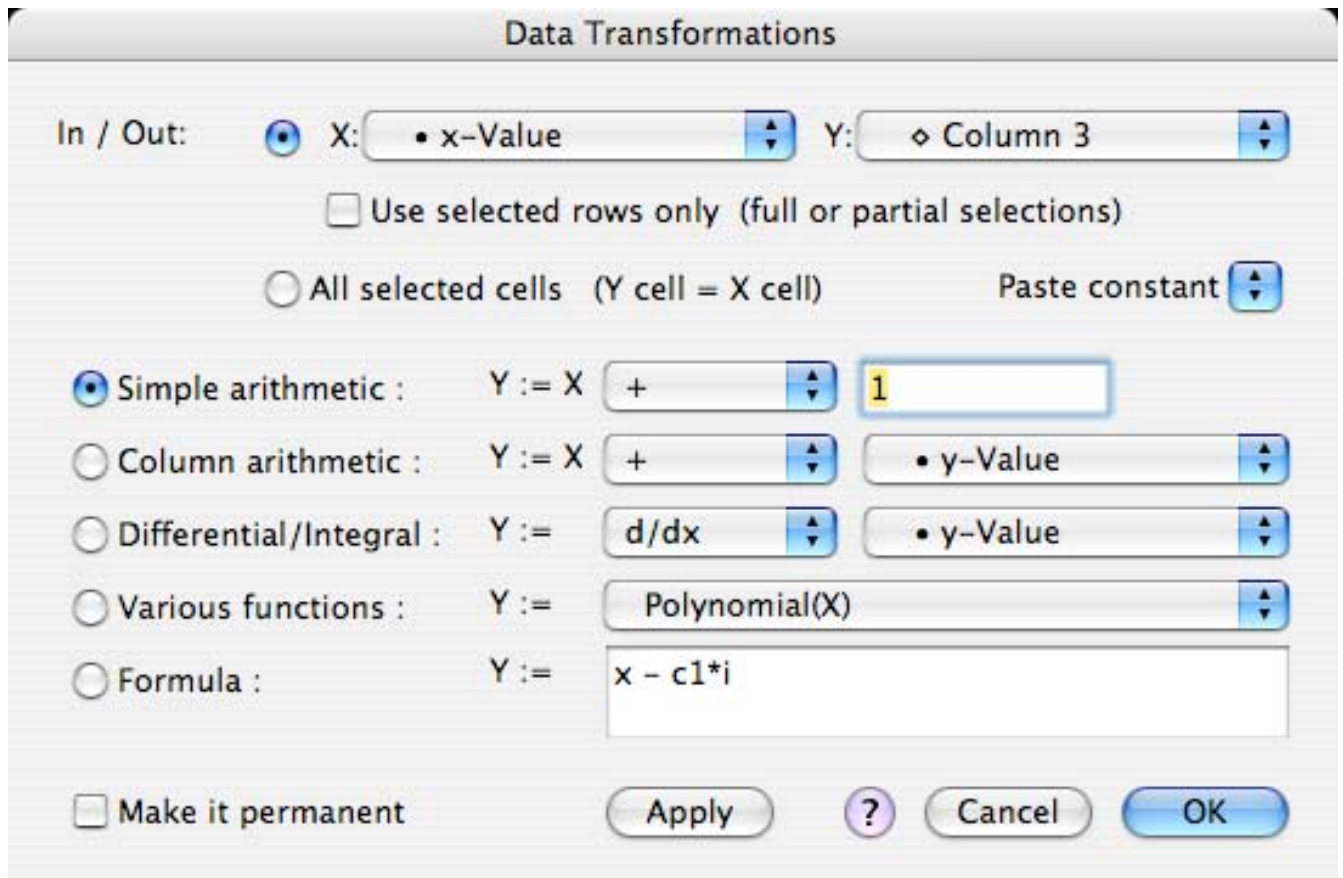 Data Transformations
In / Out: X: • x-Value Y: ⋄ Column 3
Use selected rows only (full or partial selections)
All selected cells (Y cell = X cell) Paste constant
Simple arithmetic : Y := X + 1
Column arithmetic : Y := X + • y-Value
Differential/Integral : Y := d/dx • y-Value
Various functions : Y := Polynomial(X)
Formula : Y := x - c1*i
Make it permanent Apply ? Cancel OK